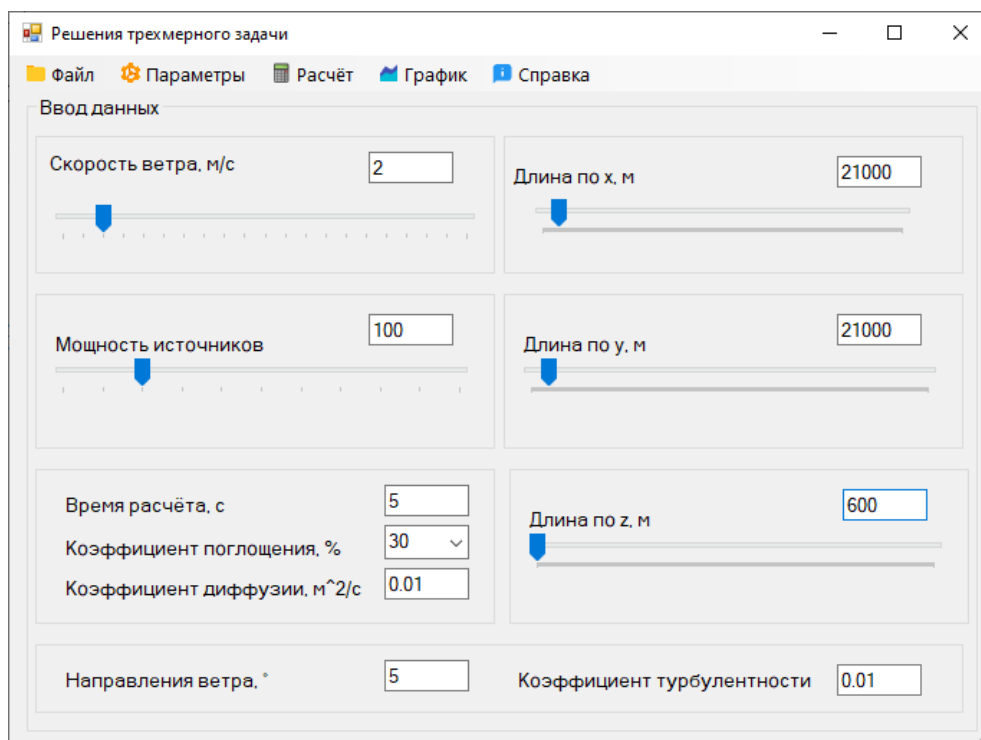 Решения трехмерного задачи
Файл Параметры Расчёт График Справка
Ввод данных
Скорость ветра, м/с 2
Длина по x, м 21000
Мощность источников 100
Длина по y, м 21000
Время расчёта, с 5
Коэффициент поглощения, % 30
Коэффициент диффузии, м^2/с 0.01
Длина по z, м 600
Направления ветра, ° 5
Коэффициент турбулентности 0.01